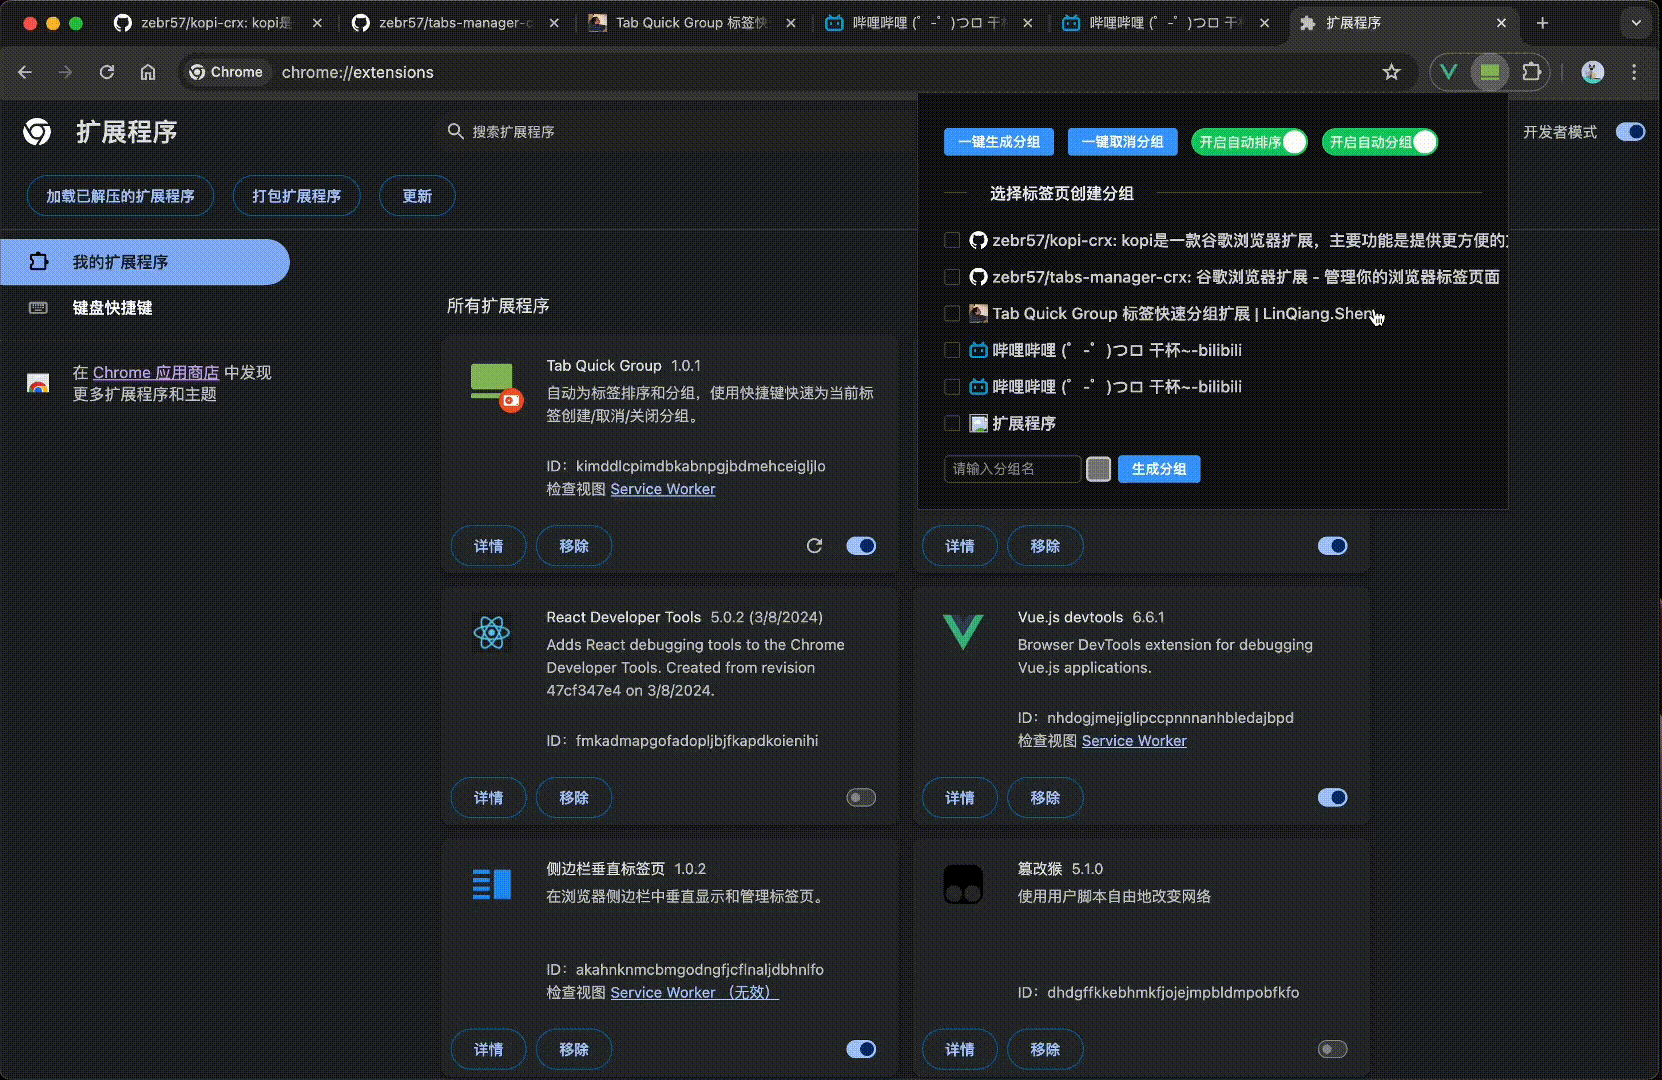 zebr57/kopi-crx: kopi是
zebr57/tabs-manager-c
Tab Quick Group 标签快
哔哩哔哩 (゜-゜)つロ 干
哔哩哔哩 (゜-゜)つロ 干
扩展程序
Chrome
chrome://extensions
扩展程序
搜索扩展程序
开发者模式
加载已解压的扩展程序
打包扩展程序
更新
我的扩展程序
键盘快捷键
在 Chrome 应用商店 中发现
更多扩展程序和主题
一键生成分组
一键取消分组
开启自动排序
开启自动分组
选择标签页创建分组
zebr57/kopi-crx: kopi是一款谷歌浏览器扩展，主要功能是提供更方便的
zebr57/tabs-manager-crx: 谷歌浏览器扩展 - 管理你的浏览器标签页面
Tab Quick Group 标签快速分组扩展 | LinQiang.Shen
哔哩哔哩 (゜-゜)つロ 干杯~-bilibili
哔哩哔哩 (゜-゜)つロ 干杯~-bilibili
扩展程序
请输入分组名
生成分组
所有扩展程序
Tab Quick Group 1.0.1
自动为标签排序和分组，使用快捷键快速为当前标
签创建/取消/关闭分组。
ID：kimddlcpimdbkabnpgjbdmehceigljlo
检查视图 Service Worker
详情
移除
详情
移除
React Developer Tools 5.0.2 (3/8/2024)
Adds React debugging tools to the Chrome
Developer Tools. Created from revision
47cf347e4 on 3/8/2024.
ID：fmkadmapgofadopljbjfkapdkoienihi
详情
移除
Vue.js devtools 6.6.1
Browser DevTools extension for debugging
Vue.js applications.
ID：nhdogjmejiglipccpnnnanhbledajbpd
检查视图 Service Worker
详情
移除
侧边栏垂直标签页 1.0.2
在浏览器侧边栏中垂直显示和管理标签页。
ID：akahnknmcbmgodngfjcflnaljdbhnlfo
检查视图 Service Worker （无效）
详情
移除
篡改猴 5.1.0
使用用户脚本自由地改变网络
ID：dhdgffkkebhmkfjojejmpbldmpobfkfo
详情
移除